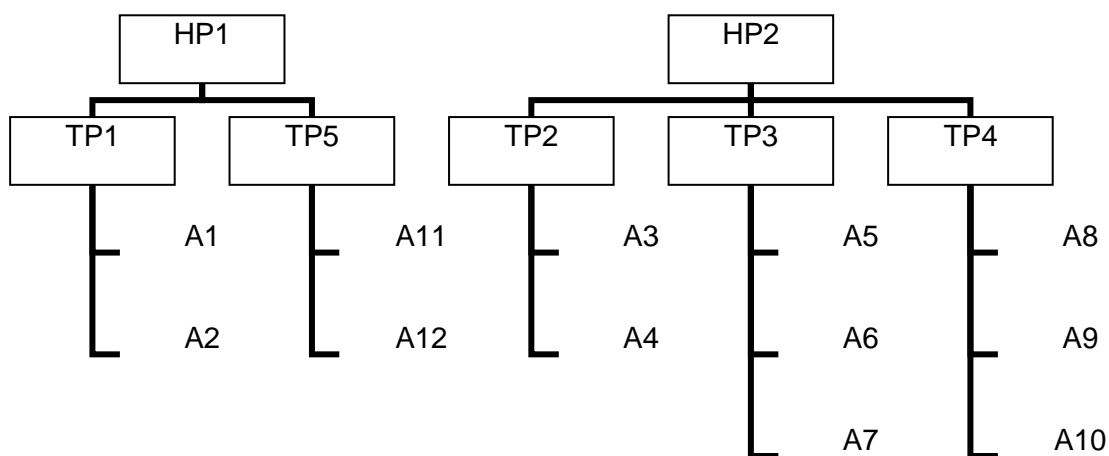 HP1 HP2
TP1 TP5 TP2 TP3 TP4
A1 A11 A3 A5 A8
A2 A12 A4 A6 A9
A7 A10